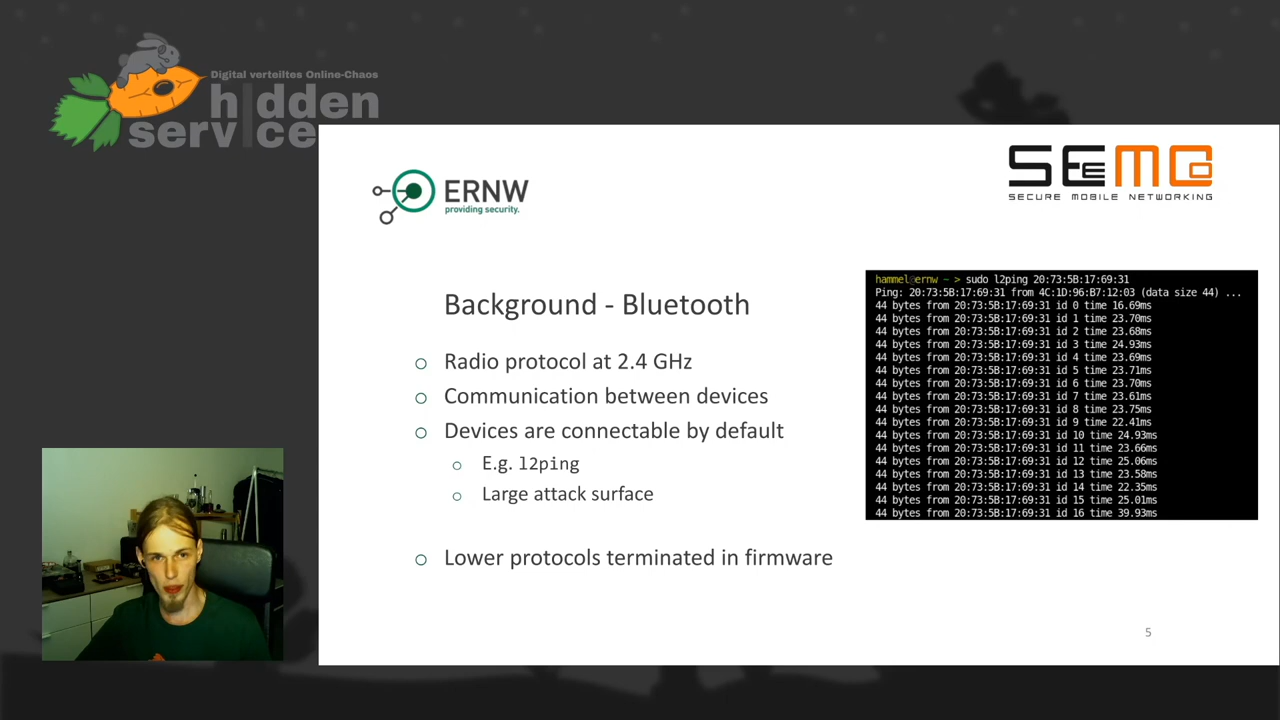 Digital verteiltes Online-Chaos
hidden
service
ERNW
providing security.
SEEMOO
SECURE MOBILE NETWORKING
Background - Bluetooth
Radio protocol at 2.4 GHz
Communication between devices
Devices are connectable by default
E.g. l2ping
Large attack surface
Lower protocols terminated in firmware
hammel@ernw ~ > sudo l2ping 20:73:5B:17:69:31
Ping: 20:73:5B:17:69:31 from 4C:1D:96:B7:12:03 (data size 44) ...
44 bytes from 20:73:5B:17:69:31 id 0 time 16.69ms
44 bytes from 20:73:5B:17:69:31 id 1 time 23.70ms
44 bytes from 20:73:5B:17:69:31 id 2 time 23.68ms
44 bytes from 20:73:5B:17:69:31 id 3 time 24.93ms
44 bytes from 20:73:5B:17:69:31 id 4 time 23.69ms
44 bytes from 20:73:5B:17:69:31 id 5 time 23.71ms
44 bytes from 20:73:5B:17:69:31 id 6 time 23.70ms
44 bytes from 20:73:5B:17:69:31 id 7 time 23.61ms
44 bytes from 20:73:5B:17:69:31 id 8 time 23.75ms
44 bytes from 20:73:5B:17:69:31 id 9 time 22.41ms
44 bytes from 20:73:5B:17:69:31 id 10 time 24.93ms
44 bytes from 20:73:5B:17:69:31 id 11 time 23.66ms
44 bytes from 20:73:5B:17:69:31 id 12 time 25.06ms
44 bytes from 20:73:5B:17:69:31 id 13 time 23.58ms
44 bytes from 20:73:5B:17:69:31 id 14 time 22.35ms
44 bytes from 20:73:5B:17:69:31 id 15 time 25.01ms
44 bytes from 20:73:5B:17:69:31 id 16 time 39.93ms
5